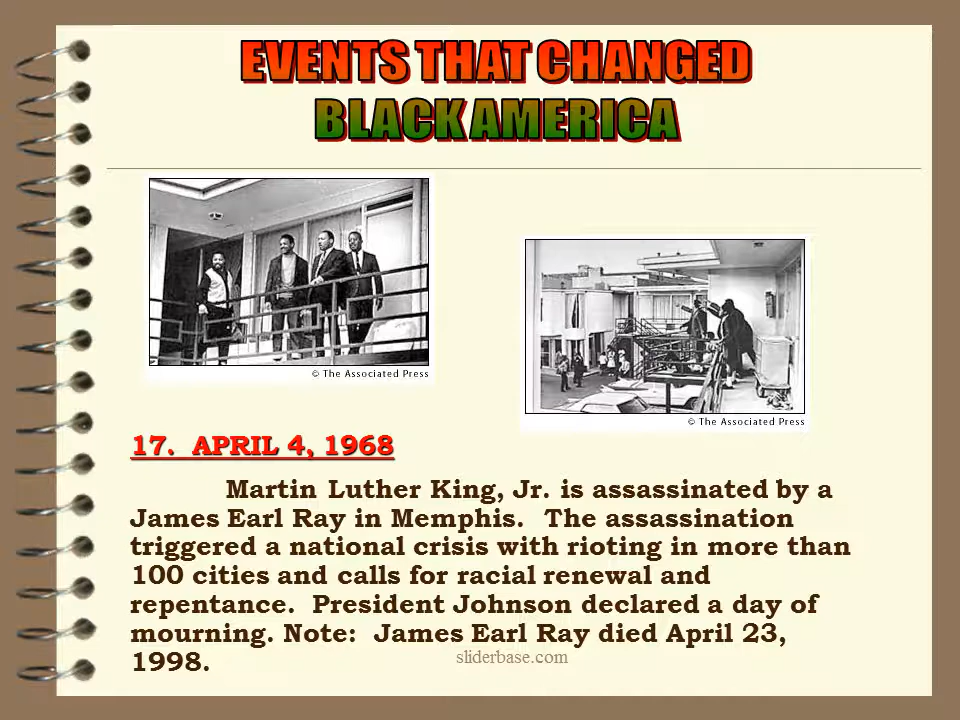 EVENTS THAT CHANGED
BLACK AMERICA
© The Associated Press
© The Associated Press
17. APRIL 4, 1968
Martin Luther King, Jr. is assassinated by a
James Earl Ray in Memphis. The assassination
triggered a national crisis with rioting in more than
100 cities and calls for racial renewal and
repentance. President Johnson declared a day of
mourning. Note: James Earl Ray died April 23,
1998.
sliderbase.com